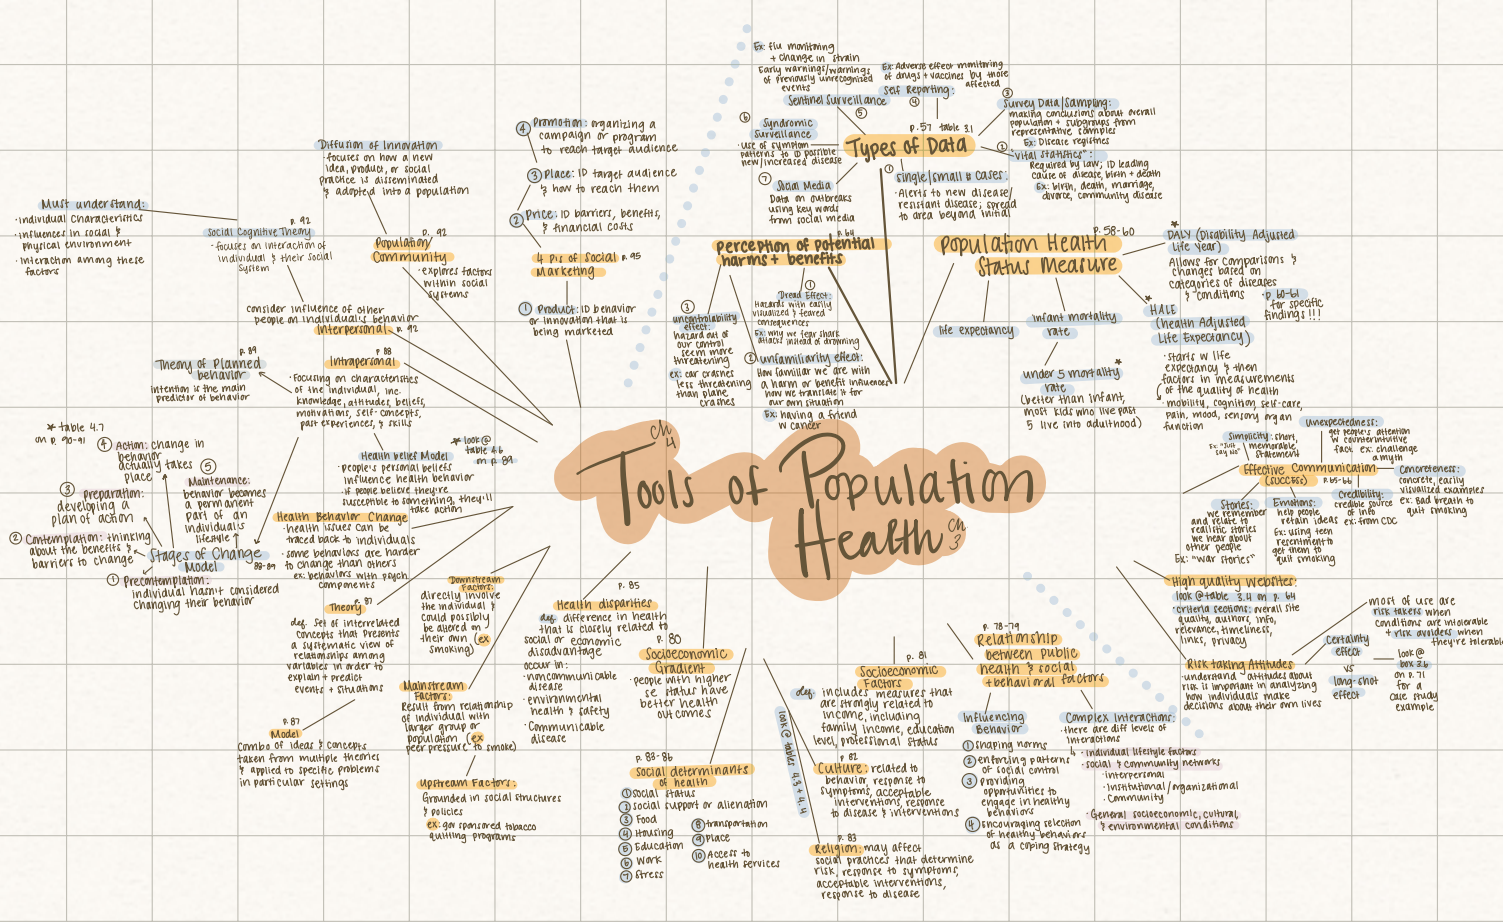 Tools of Population
Health
Ch
4
Ch
3
Ex: flu monitoring
+ change in strain
Early warnings/warnings
of previously unrecognized
events
Sentinel Surveillance
⑤
Ex: Adverse effect monitoring
of drugs + vaccines by those
affected
Self Reporting:
④
③
Survey Data/Sampling:
making conclusions about overall
population + subgroups from
representative samples
Ex: Disease registries
p. 57 table 3.1
Types of Data
⑥
Syndromic
Surveillance
·use of symptom
patterns to ID possible
new/increased disease
②
"Vital statistics":
Required by law; ID leading
cause of disease, birth + death
Ex: birth, death, marriage,
divorce, community disease
⑦
Social Media
Data on outbreaks
using key words
from social media
①
single/small # cases:
·Alerts to new disease/
resistant disease; spread
to area beyond initial
p. 64
perception of potential
harms + benefits
①
Dread Effect:
Hazards with easily
visualized & feared
consequences
Ex: why we fear shark
attacks instead of drowning
③
uncontrolability
effect:
hazard out of
our control
seem more
threatening
ex: car crashes
less threatening
than plane
crashes
②
unfamiliarity effect:
How familiar we are with
a harm or benefit influences
how we translate it for
our own situation
Ex: having a friend
w cancer
p. 58-60
Population Health
Status Measure
life expectancy
infant mortality
rate
under 5 mortality
rate
(better than infant,
most kids who live past
5 live into adulthood)
DALY (Disability Adjusted
Life Year)
Allows for comparisons &
changes based on
categories of diseases
& conditions
·p. 60-61
for specific
findings!!!
HALE
(health Adjusted
Life Expectancy)
·starts w life
expectancy & then
factors in measurements
of the quality of health
·mobility, cognition, self-care,
pain, mood, sensory organ
function
Effective Communication
(success)
p. 65-66
Simplicity: short,
memorable
statement
Ex: "Just
say No"
unexpectedness:
get people's attention
w counterintuitive
fact ex: challenge
a myth
Concreteness:
concrete, easily
visualized examples
ex: Bad breath to
quit smoking
Credibility:
credible source
of info
ex: from CDC
Emotions:
help people
retain ideas
Ex: using teen
resentment to
get them to
quit smoking
Stories:
we remember
and relate to
realistic stories
we hear about
other people
Ex: "war stories"
High quality websites:
look @ table 3.4 on p. 64
·criteria sections: overall site
quality, authors, info,
relevance, timeliness,
links, privacy
Risk taking Attitudes
·understand attitudes about
risk is important in analyzing
how individuals make
decisions about their own lives
Certainty
effect
vs
long-shot
effect
most of use are
risk takers when
conditions are intolerable
+ risk avoiders when
they're tolerable
look @
box 3.6
on p. 71
for a
case study
example
p. 78-79
Relationship
between public
health & social
+ behavioral factors
Influencing
Behavior
① shaping norms
② enforcing patterns
of social control
③ providing
opportunities to
engage in healthy
behaviors
④ Encouraging selection
of healthy behaviors
as a coping strategy
Complex interactions:
·there are diff levels of
interactions
↳ ·individual lifestyle factors
·social & community networks
·interpersonal
·institutional/organizational
·Community
·General socioeconomic, cultural,
& environmental conditions
p. 81
Socioeconomic
Factors
def: includes measures that
are strongly related to
income, including
family income, education
level, professional status
look @ tables 4.3 + 4.4
p. 82
Culture: related to
behavior, response to
symptoms, acceptable
interventions, response
to disease & interventions
p. 83
Religion: may affect
social practices that determine
risk, response to symptoms,
acceptable interventions,
response to disease
p. 80
Socioeconomic
Gradient
·people with higher
se status have
better health
outcomes
p. 83-86
Social determinants
of health
① Social status
② Social support or alienation
③ Food
④ Housing
⑤ Education
⑥ Work
⑦ Stress
⑧ transportation
⑨ Place
⑩ Access to
health services
p. 85
Health disparities
def: difference in health
that is closely related to
social or economic
disadvantage
occur in:
·noncommunicable
disease
·environmental
health & safety
·Communicable
disease
Downstream
Factors:
directly involve
the individual &
could possibly
be altered on
their own (ex
smoking)
Mainstream
Factors:
Result from relationship
of individual with
larger group or
population (ex
peer pressure to smoke)
Upstream Factors:
Grounded in social structures
& policies
ex: gov sponsored tobacco
quitting programs
Health Behavior Change
·health issues can be
traced back to individuals
·some behaviors are harder
to change than others
ex: behaviors with psych
components
p. 87
Theory
def: Set of interrelated
concepts that presents
a systematic view of
relationships among
variables in order to
explain + predict
events + situations
p. 87
Model
Combo of ideas & concepts
taken from multiple theories
& applied to specific problems
in particular settings
p. 88
Intrapersonal
·Focusing on characteristics
of the individual, inc.
knowledge, attitudes, beliefs,
motivations, self-concepts,
past experiences, & skills
p. 89
Theory of Planned
behavior
intention is the main
predictor of behavior
Health belief Model
·people's personal beliefs
influence health behavior
·if people believe they're
susceptible to something, they'll
take action
★ look @
table 4.6
on p. 89
Stages of Change
Model
88-89
★ table 4.7
on p. 90-91
① Precontemplation:
individual hasn't considered
changing their behavior
② Contemplation: thinking
about the benefits &
barriers to change
③ preparation:
developing a
plan of action
④ Action: change in
behavior
actually takes
place
⑤
Maintenance:
behavior becomes
a permanent
part of an
individual's
lifestyle
consider influence of other
people on individual's behavior
Interpersonal p. 92
p. 92
Social Cognitive Theory
·focuses on interaction of
individual & their social
system
Must understand:
·individual characteristics
·influences in social &
physical environment
·Interaction among these
factors
p. 92
Population/
Community
·explores factors
within social
systems
Diffusion of Innovation
·focuses on how a new
idea, product, or social
practice is disseminated
& adopted into a population
4 P's of Social p. 95
Marketing
① Product: ID behavior
or innovation that is
being marketed
② Price: ID barriers, benefits,
& financial costs
③ Place: ID target audience
& how to reach them
④ Promotion: organizing a
campaign or program
to reach target audience